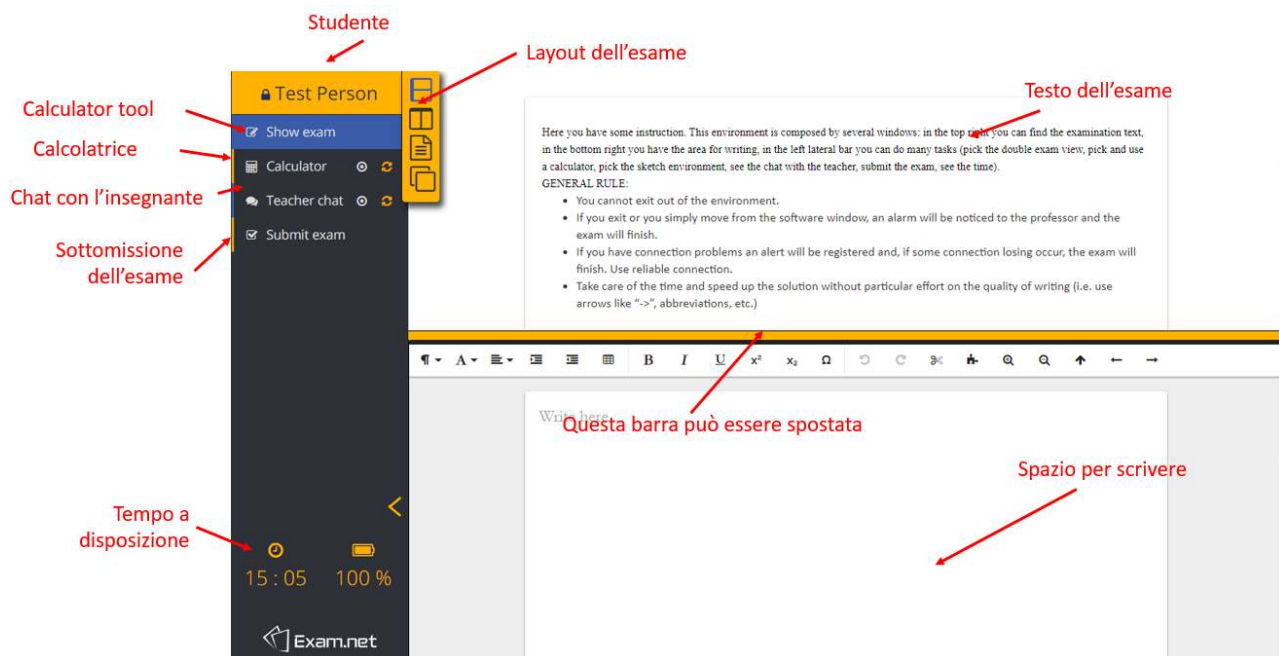 Studente
Layout dell'esame
Testo dell'esame
Calculator tool
Calcolatrice
Chat con l'insegnante
Sottomissione
dell'esame
Test Person
Show exam
Calculator
Teacher chat
Submit exam
Here you have some instruction. This environment is composed by several windows: in the top right you can find the examination text,
in the bottom right you have the area for writing, in the left lateral bar you can do many tasks (pick the double exam view, pick and use
a calculator, pick the sketch environment, see the chat with the teacher, submit the exam, see the time).
GENERAL RULE:
• You cannot exit out of the environment.
• If you exit or you simply move from the software window, an alarm will be noticed to the professor and the
exam will finish.
• If you have connection problems an alert will be registered and, if some connection losing occur, the exam will
finish. Use reliable connection.
• Take care of the time and speed up the solution without particular effort on the quality of writing (i.e. use
arrows like "->", abbreviations, etc.)
¶ A B I U x² x₂ Ω
Write here
Questa barra può essere spostata
Spazio per scrivere
Tempo a
disposizione
15 : 05 100 %
Exam.net